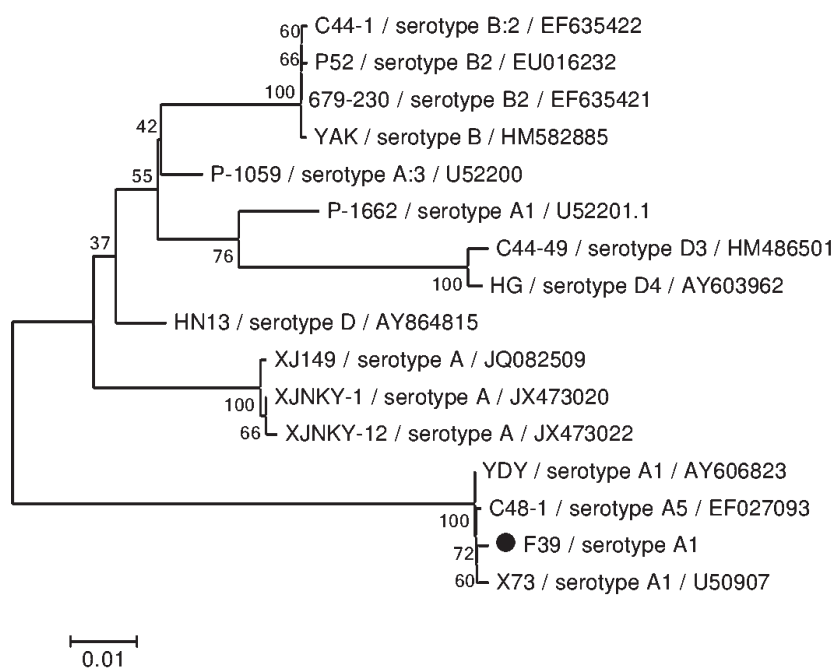 C44-1 / serotype B:2 / EF635422
60
P52 / serotype B2 / EU016232
66
679-230 / serotype B2 / EF635421
100
YAK / serotype B / HM582885
42
P-1059 / serotype A:3 / U52200
55
P-1662 / serotype A1 / U52201.1
76
C44-49 / serotype D3 / HM486501
37
HG / serotype D4 / AY603962
100
HN13 / serotype D / AY864815
XJ149 / serotype A / JQ082509
XJNKY-1 / serotype A / JX473020
100
XJNKY-12 / serotype A / JX473022
66
YDY / serotype A1 / AY606823
C48-1 / serotype A5 / EF027093
100
F39 / serotype A1
72
X73 / serotype A1 / U50907
60
0.01